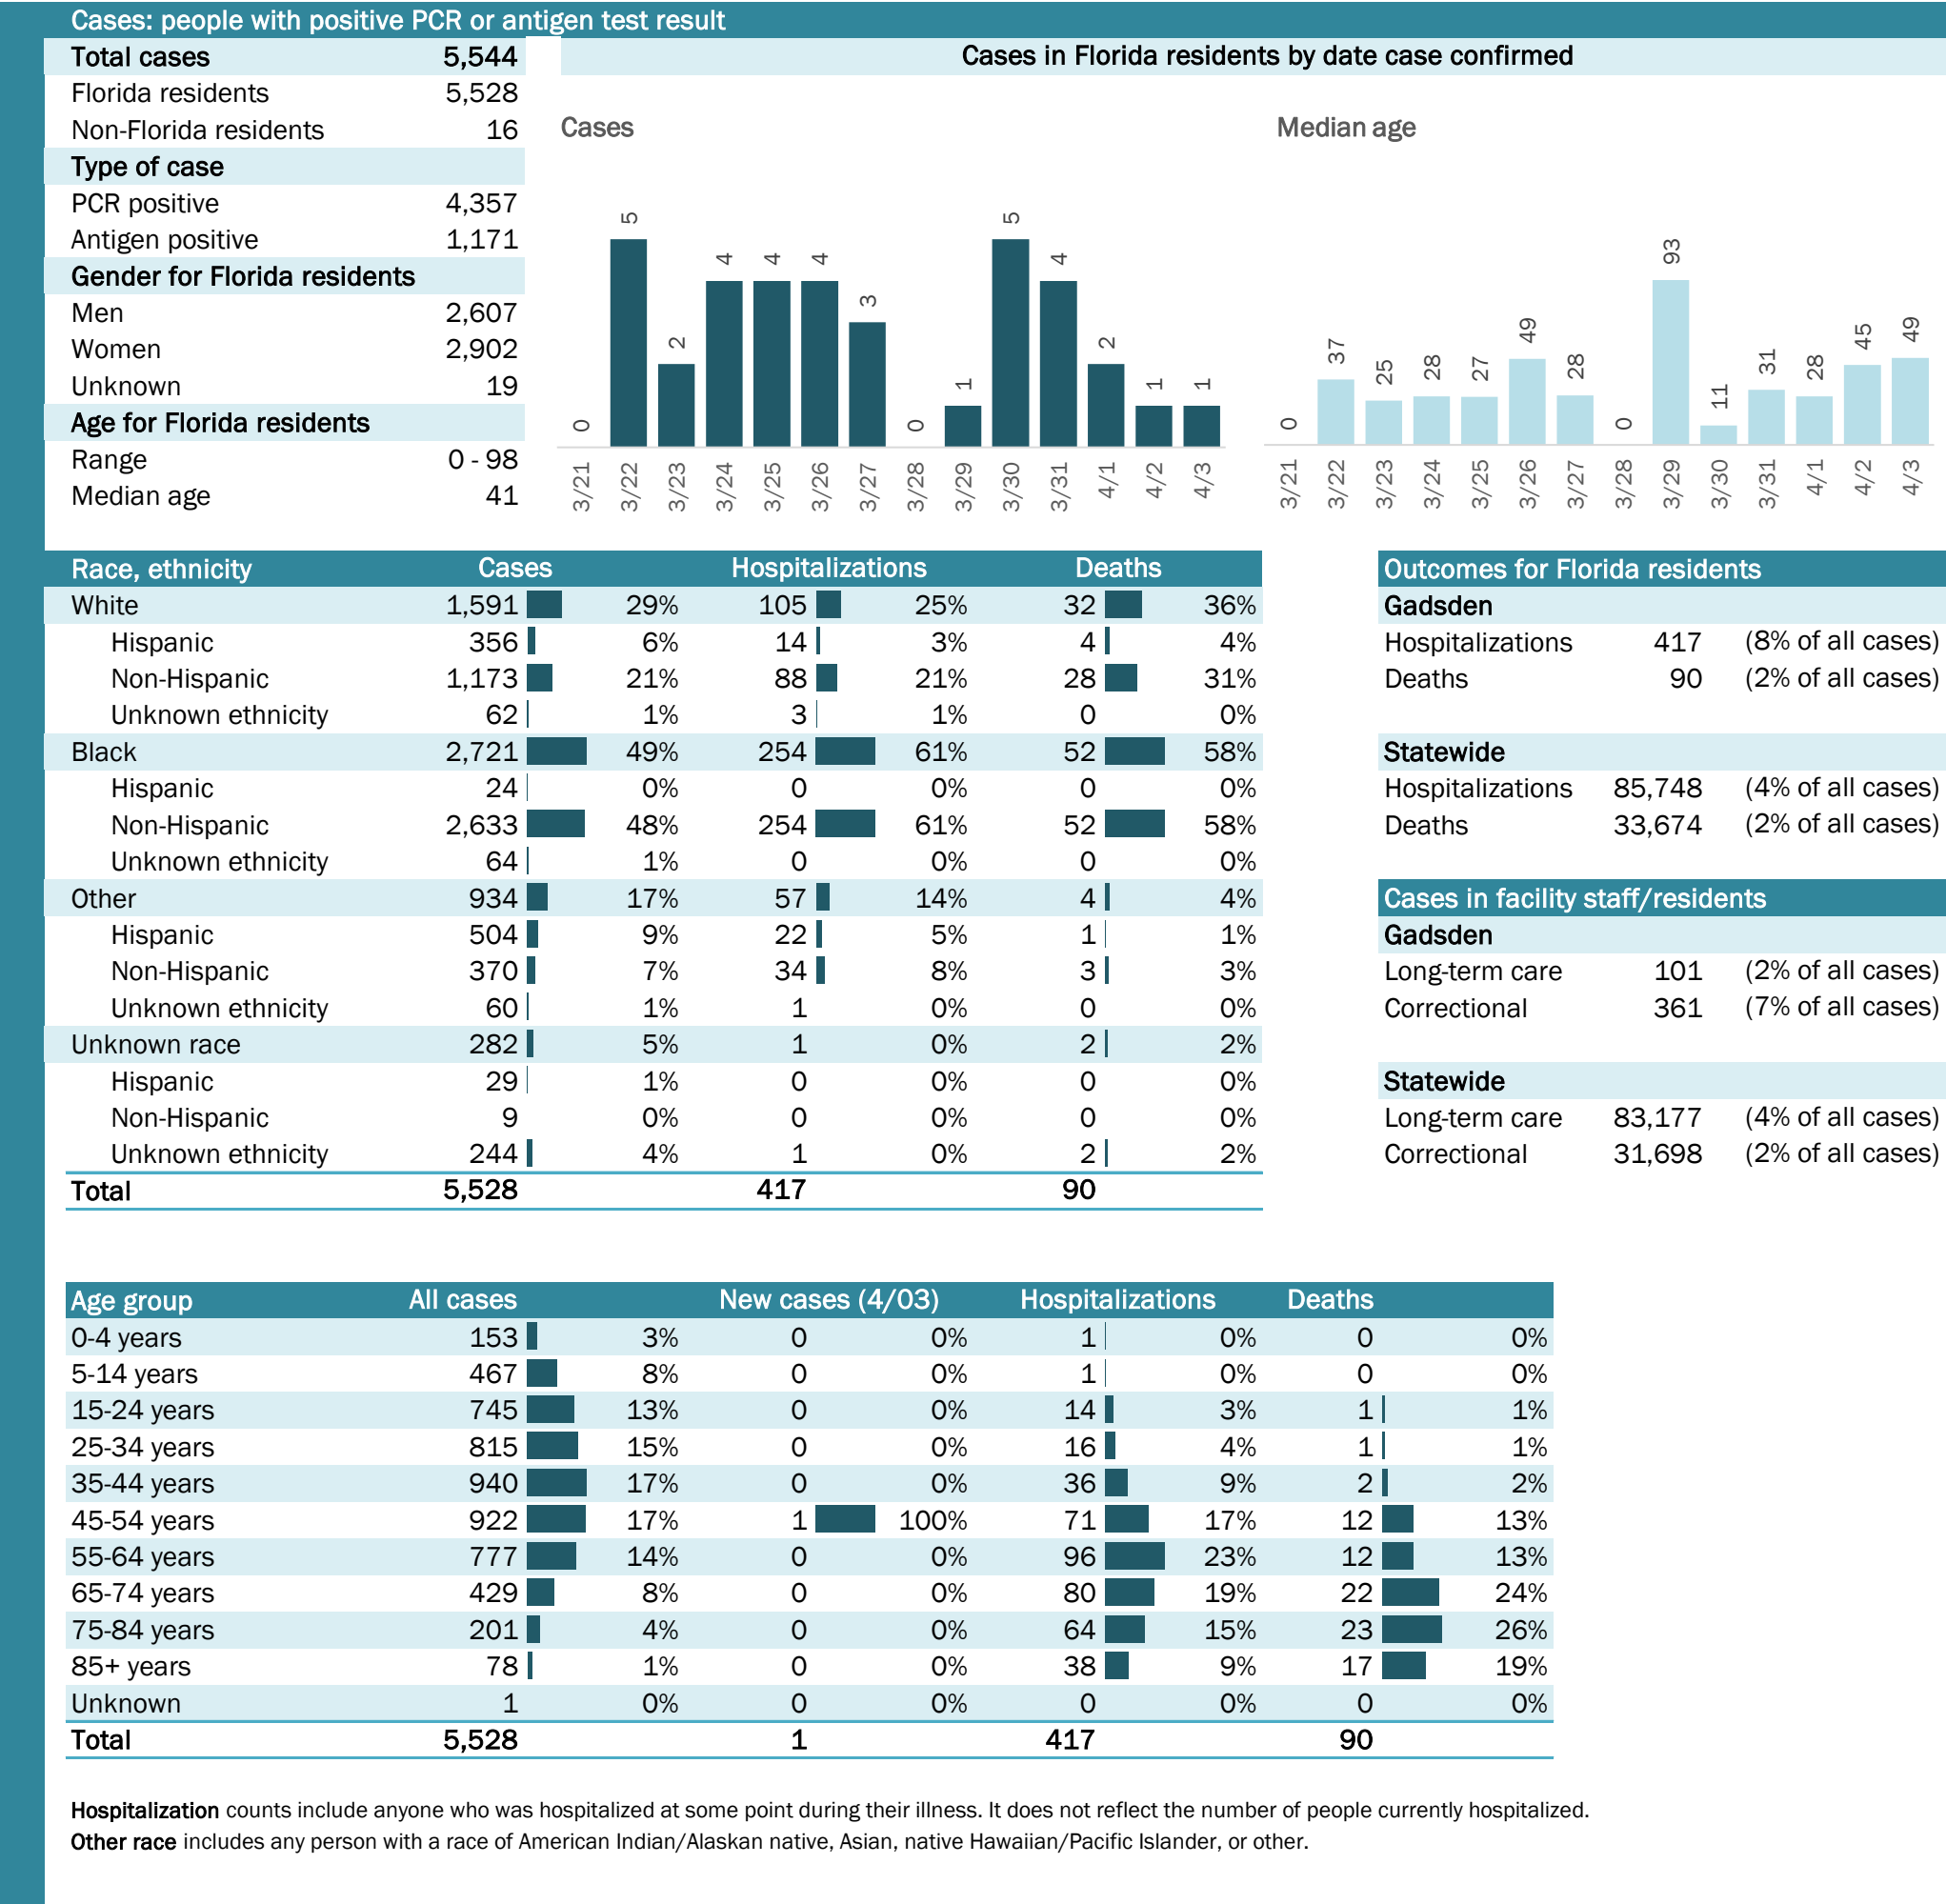 Cases: people with positive PCR or antigen test result
Total cases 5,544
Florida residents 5,528
Non-Florida residents 16
Type of case
PCR positive 4,357
Antigen positive 1,171
Gender for Florida residents
Men 2,607
Women 2,902
Unknown 19
Age for Florida residents
Range 0 - 98
Median age 41
Cases in Florida residents by date case confirmed
Cases
0 5 2 4 4 4 3 0 1 5 4 2 1 1
3/21 3/22 3/23 3/24 3/25 3/26 3/27 3/28 3/29 3/30 3/31 4/1 4/2 4/3
Median age
0 37 25 28 27 49 28 0 93 11 31 28 45 49
3/21 3/22 3/23 3/24 3/25 3/26 3/27 3/28 3/29 3/30 3/31 4/1 4/2 4/3
Race, ethnicity Cases Hospitalizations Deaths
White 1,591 29% 105 25% 32 36%
Hispanic 356 6% 14 3% 4 4%
Non-Hispanic 1,173 21% 88 21% 28 31%
Unknown ethnicity 62 1% 3 1% 0 0%
Black 2,721 49% 254 61% 52 58%
Hispanic 24 0% 0 0% 0 0%
Non-Hispanic 2,633 48% 254 61% 52 58%
Unknown ethnicity 64 1% 0 0% 0 0%
Other 934 17% 57 14% 4 4%
Hispanic 504 9% 22 5% 1 1%
Non-Hispanic 370 7% 34 8% 3 3%
Unknown ethnicity 60 1% 1 0% 0 0%
Unknown race 282 5% 1 0% 2 2%
Hispanic 29 1% 0 0% 0 0%
Non-Hispanic 9 0% 0 0% 0 0%
Unknown ethnicity 244 4% 1 0% 2 2%
Total 5,528 417 90
Outcomes for Florida residents
Gadsden
Hospitalizations 417 (8% of all cases)
Deaths 90 (2% of all cases)
Statewide
Hospitalizations 85,748 (4% of all cases)
Deaths 33,674 (2% of all cases)
Cases in facility staff/residents
Gadsden
Long-term care 101 (2% of all cases)
Correctional 361 (7% of all cases)
Statewide
Long-term care 83,177 (4% of all cases)
Correctional 31,698 (2% of all cases)
Age group All cases New cases (4/03) Hospitalizations Deaths
0-4 years 153 3% 0 0% 1 0% 0 0%
5-14 years 467 8% 0 0% 1 0% 0 0%
15-24 years 745 13% 0 0% 14 3% 1 1%
25-34 years 815 15% 0 0% 16 4% 1 1%
35-44 years 940 17% 0 0% 36 9% 2 2%
45-54 years 922 17% 1 100% 71 17% 12 13%
55-64 years 777 14% 0 0% 96 23% 12 13%
65-74 years 429 8% 0 0% 80 19% 22 24%
75-84 years 201 4% 0 0% 64 15% 23 26%
85+ years 78 1% 0 0% 38 9% 17 19%
Unknown 1 0% 0 0% 0 0% 0 0%
Total 5,528 1 417 90
Hospitalization counts include anyone who was hospitalized at some point during their illness. It does not reflect the number of people currently hospitalized.
Other race includes any person with a race of American Indian/Alaskan native, Asian, native Hawaiian/Pacific Islander, or other.